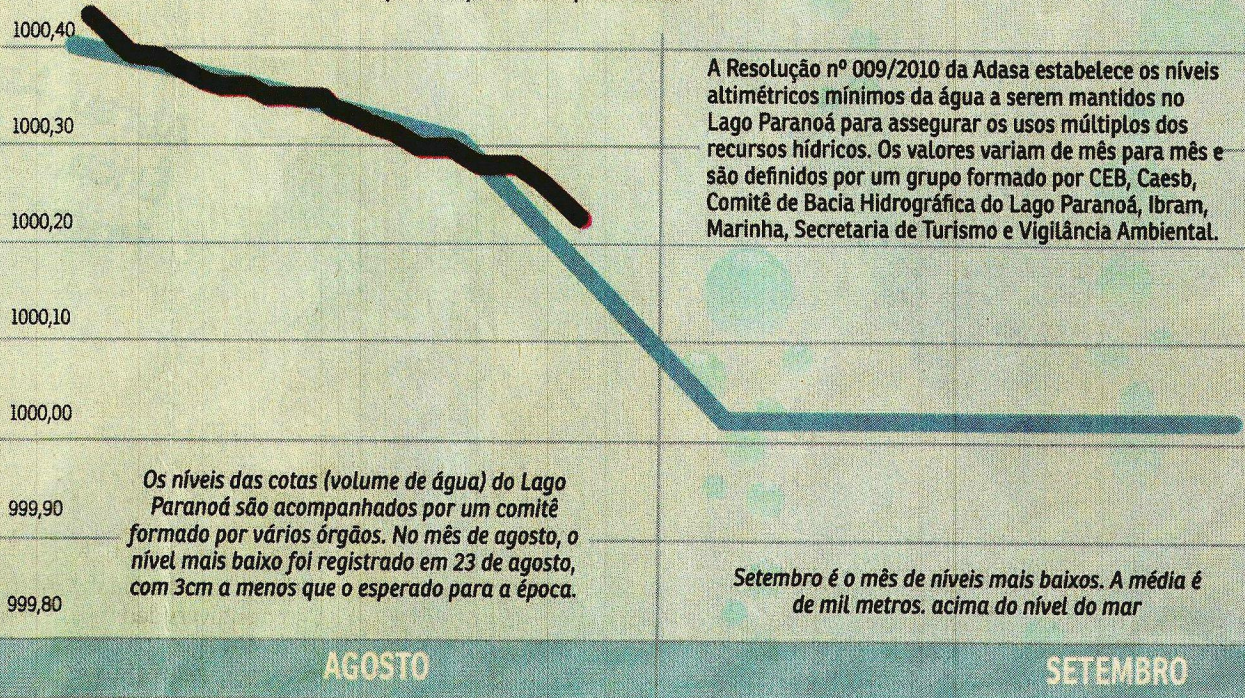 1000,40
1000,30
1000,20
1000,10
1000,00
999,90
999,80
A Resolução nº 009/2010 da Adasa estabelece os níveis
altimétricos mínimos da água a serem mantidos no
Lago Paranoá para assegurar os usos múltiplos dos
recursos hídricos. Os valores variam de mês para mês e
são definidos por um grupo formado por CEB, Caesb,
Comitê de Bacia Hidrográfica do Lago Paranoá, Ibram,
Marinha, Secretaria de Turismo e Vigilância Ambiental.
Os níveis das cotas (volume de água) do Lago
Paranoá são acompanhados por um comitê
formado por vários órgãos. No mês de agosto, o
nível mais baixo foi registrado em 23 de agosto,
com 3cm a menos que o esperado para a época.
Setembro é o mês de níveis mais baixos. A média é
de mil metros. acima do nível do mar
AGOSTO
SETEMBRO